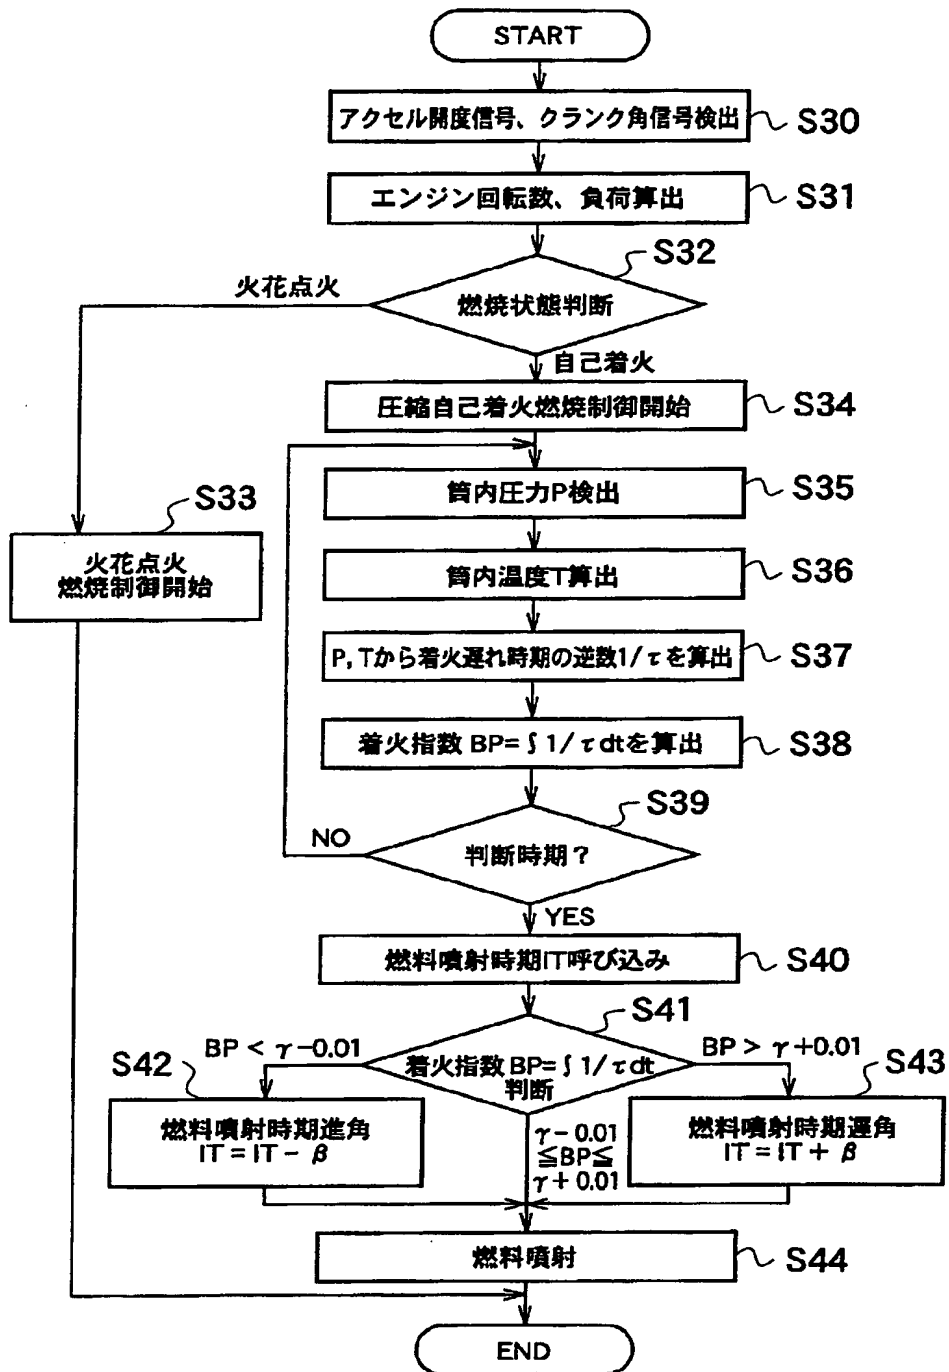 START
アクセル開度信号、クランク角信号検出
S30
エンジン回転数、負荷算出
S31
S32
火花点火
燃焼状態判断
自己着火
圧縮自己着火燃焼制御開始
S34
筒内圧力P検出
S35
S33
火花点火
燃焼制御開始
筒内温度T算出
S36
P, Tから着火遅れ時期の逆数1/τを算出
S37
着火指数 BP=∫1/τdtを算出
S38
S39
NO
判断時期?
YES
燃料噴射時期IT呼び込み
S40
S41
BP < γ-0.01
BP > γ+0.01
着火指数 BP=∫1/τdt
判断
S42
S43
燃料噴射時期進角
IT=IT- β
γ-0.01
≦BP≦
γ+0.01
燃料噴射時期遅角
IT=IT+ β
燃料噴射
S44
END